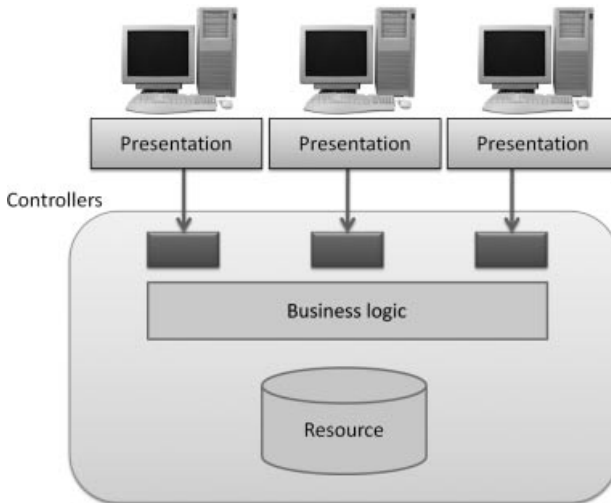 Presentation
Presentation
Presentation
Controllers
Business logic
Resource